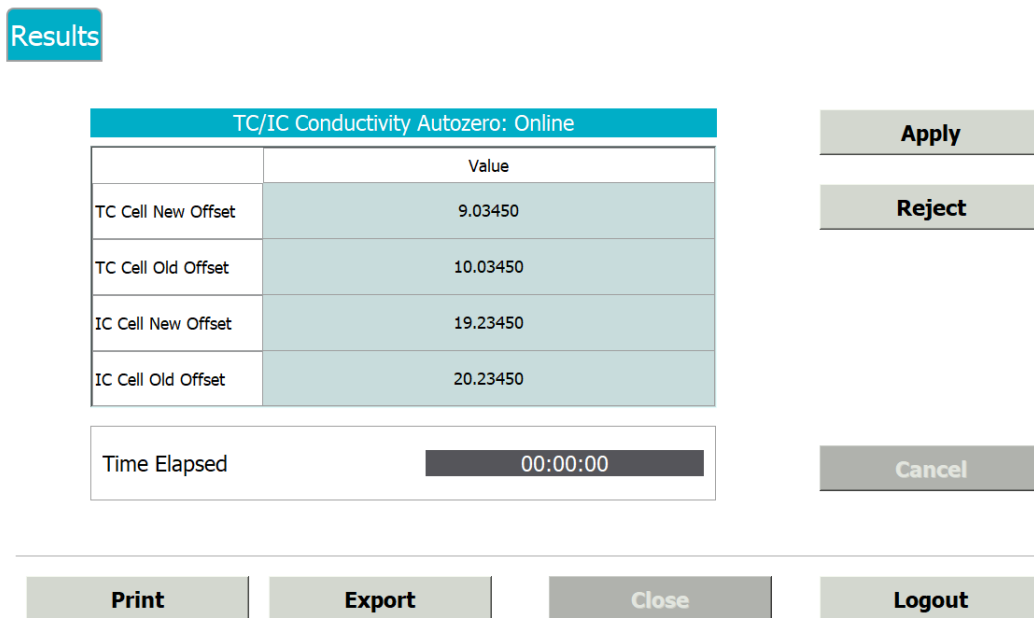 Results
TC/IC Conductivity Autozero: Online
Value
TC Cell New Offset 9.03450
TC Cell Old Offset 10.03450
IC Cell New Offset 19.23450
IC Cell Old Offset 20.23450
Time Elapsed 00:00:00
Apply
Reject
Cancel
Print Export Close Logout